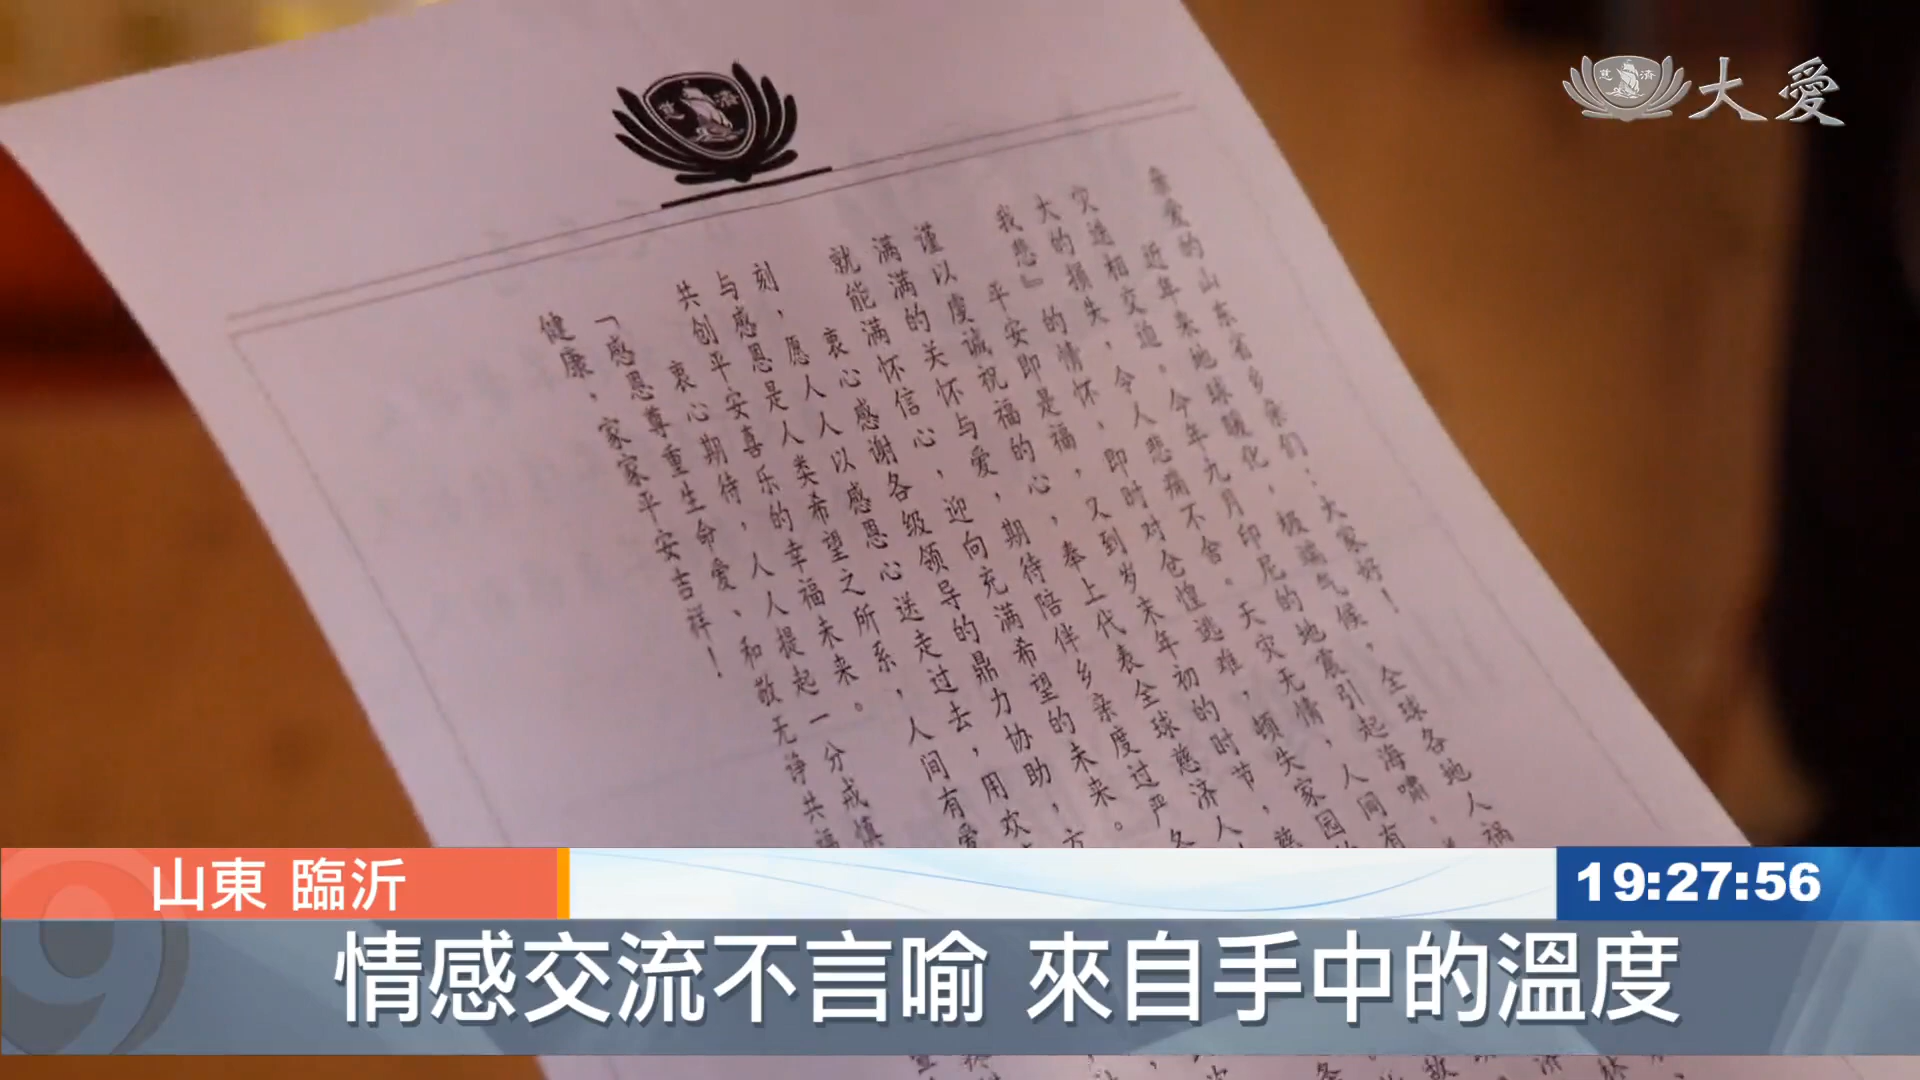 慈 濟
大愛
慈 濟
亲爱的山东省乡亲们：大家好！
近年来地球暖化，极端气候，全球各地人祸
灾连相交迫。今年九月印尼的地震引起海啸，
大的损失，令人悲痛不舍。天灾无情，人间有
我悲』的情怀，即时对仓惶逃难，顿失家园
平安即是福，又到岁末年初的时节，
谨以虔诚祝福的心，奉上代表全球慈济人
满满的关怀与爱，期待陪伴乡亲度过严冬
就能满怀信心，迎向充满希望的未来。
衷心感谢各级领导的鼎力协助，方
刻，愿人人以感恩心送走过去，用欢
与感恩是人类希望之所系，人间有爱
共创平安喜乐的幸福未来。
衷心期待，人人提起一分戒慎
「感恩尊重生命爱、和敬无诤共福
健康，家家平安吉祥！
山東 臨沂
19:27:56
情感交流不言喻 來自手中的溫度